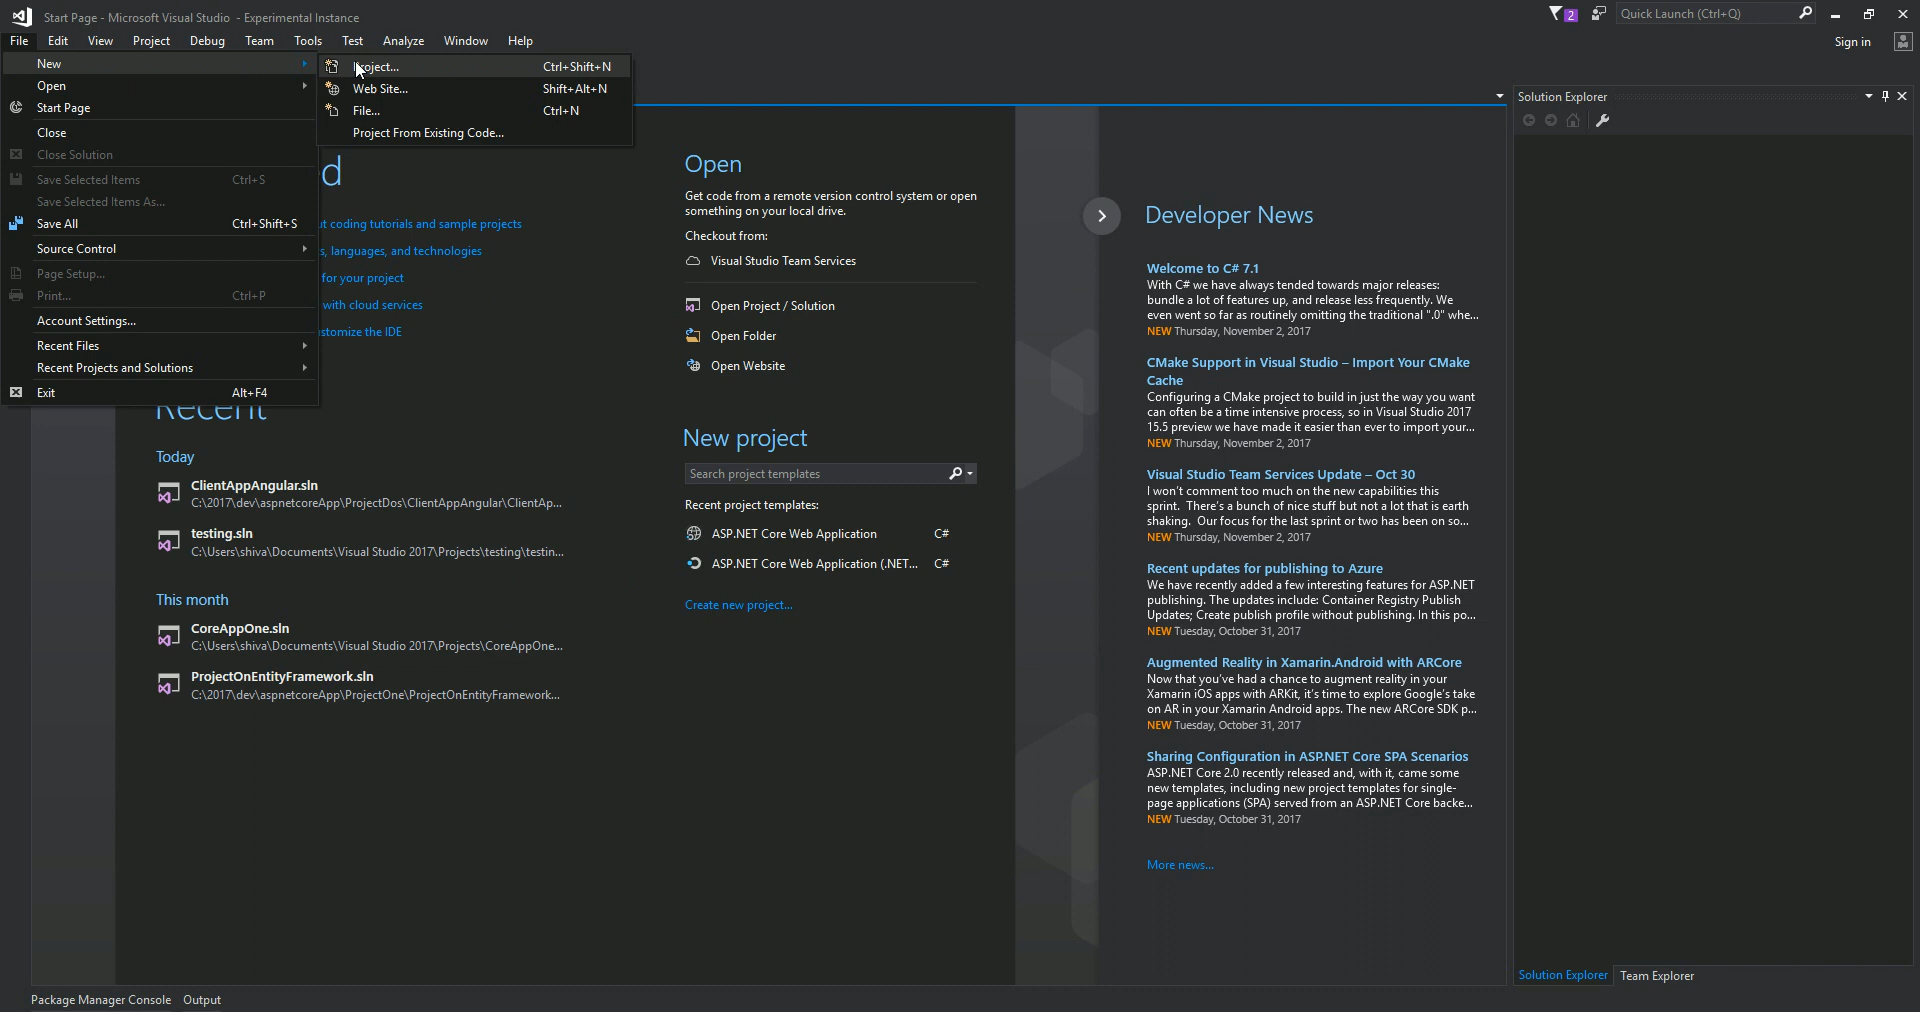 Start Page - Microsoft Visual Studio - Experimental Instance
2
Quick Launch (Ctrl+Q)
File Edit View Project Debug Team Tools Test Analyze Window Help
Sign in
New
Open
Start Page
Close
Close Solution
Save Selected Items Ctrl+S
Save Selected Items As...
Save All Ctrl+Shift+S
Source Control
Page Setup...
Print... Ctrl+P
Account Settings...
Recent Files
Recent Projects and Solutions
Exit Alt+F4
Ctrl+Shift+N
Web Site... Shift+Alt+N
File... Ctrl+N
Project From Existing Code...
d
coding tutorials and sample projects
languages, and technologies
for your project
with cloud services
the IDE
Recent
Today
ClientAppAngular.sln
C:\2017\dev\aspnetcoreApp\ProjectDos\ClientAppAngular\ClientAp...
testing.sln
C:\Users\shiva\Documents\Visual Studio 2017\Projects\testing\testin...
This month
CoreAppOne.sln
C:\Users\shiva\Documents\Visual Studio 2017\Projects\CoreAppOne...
ProjectOnEntityFramework.sln
C:\2017\dev\aspnetcoreApp\ProjectOne\ProjectOnEntityFramework...
Open
Get code from a remote version control system or open
something on your local drive.
Checkout from:
Visual Studio Team Services
Open Project / Solution
Open Folder
Open Website
New project
Search project templates
Recent project templates:
ASP.NET Core Web Application C#
ASP.NET Core Web Application (.NET... C#
Create new project...
Developer News
Welcome to C# 7.1
With C# we have always tended towards major releases:
bundle a lot of features up, and release less frequently. We
even went so far as routinely omitting the traditional ".0" whe...
NEW Thursday, November 2, 2017
CMake Support in Visual Studio – Import Your CMake
Cache
Configuring a CMake project to build in just the way you want
can often be a time intensive process, so in Visual Studio 2017
15.5 preview we have made it easier than ever to import your...
NEW Thursday, November 2, 2017
Visual Studio Team Services Update – Oct 30
I won't comment too much on the new capabilities this
sprint. There's a bunch of nice stuff but not a lot that is earth
shaking. Our focus for the last sprint or two has been on so...
NEW Thursday, November 2, 2017
Recent updates for publishing to Azure
We have recently added a few interesting features for ASP.NET
publishing. The updates include: Container Registry Publish
Updates; Create publish profile without publishing. In this po...
NEW Tuesday, October 31, 2017
Augmented Reality in Xamarin.Android with ARCore
Now that you've had a chance to augment reality in your
Xamarin iOS apps with ARKit, it's time to explore Google's take
on AR in your Xamarin Android apps. The new ARCore SDK p...
NEW Tuesday, October 31, 2017
Sharing Configuration in ASP.NET Core SPA Scenarios
ASP.NET Core 2.0 recently released and, with it, came some
new templates, including new project templates for single-
page applications (SPA) served from an ASP.NET Core backe...
NEW Tuesday, October 31, 2017
More news...
Solution Explorer
Solution Explorer Team Explorer
Package Manager Console Output